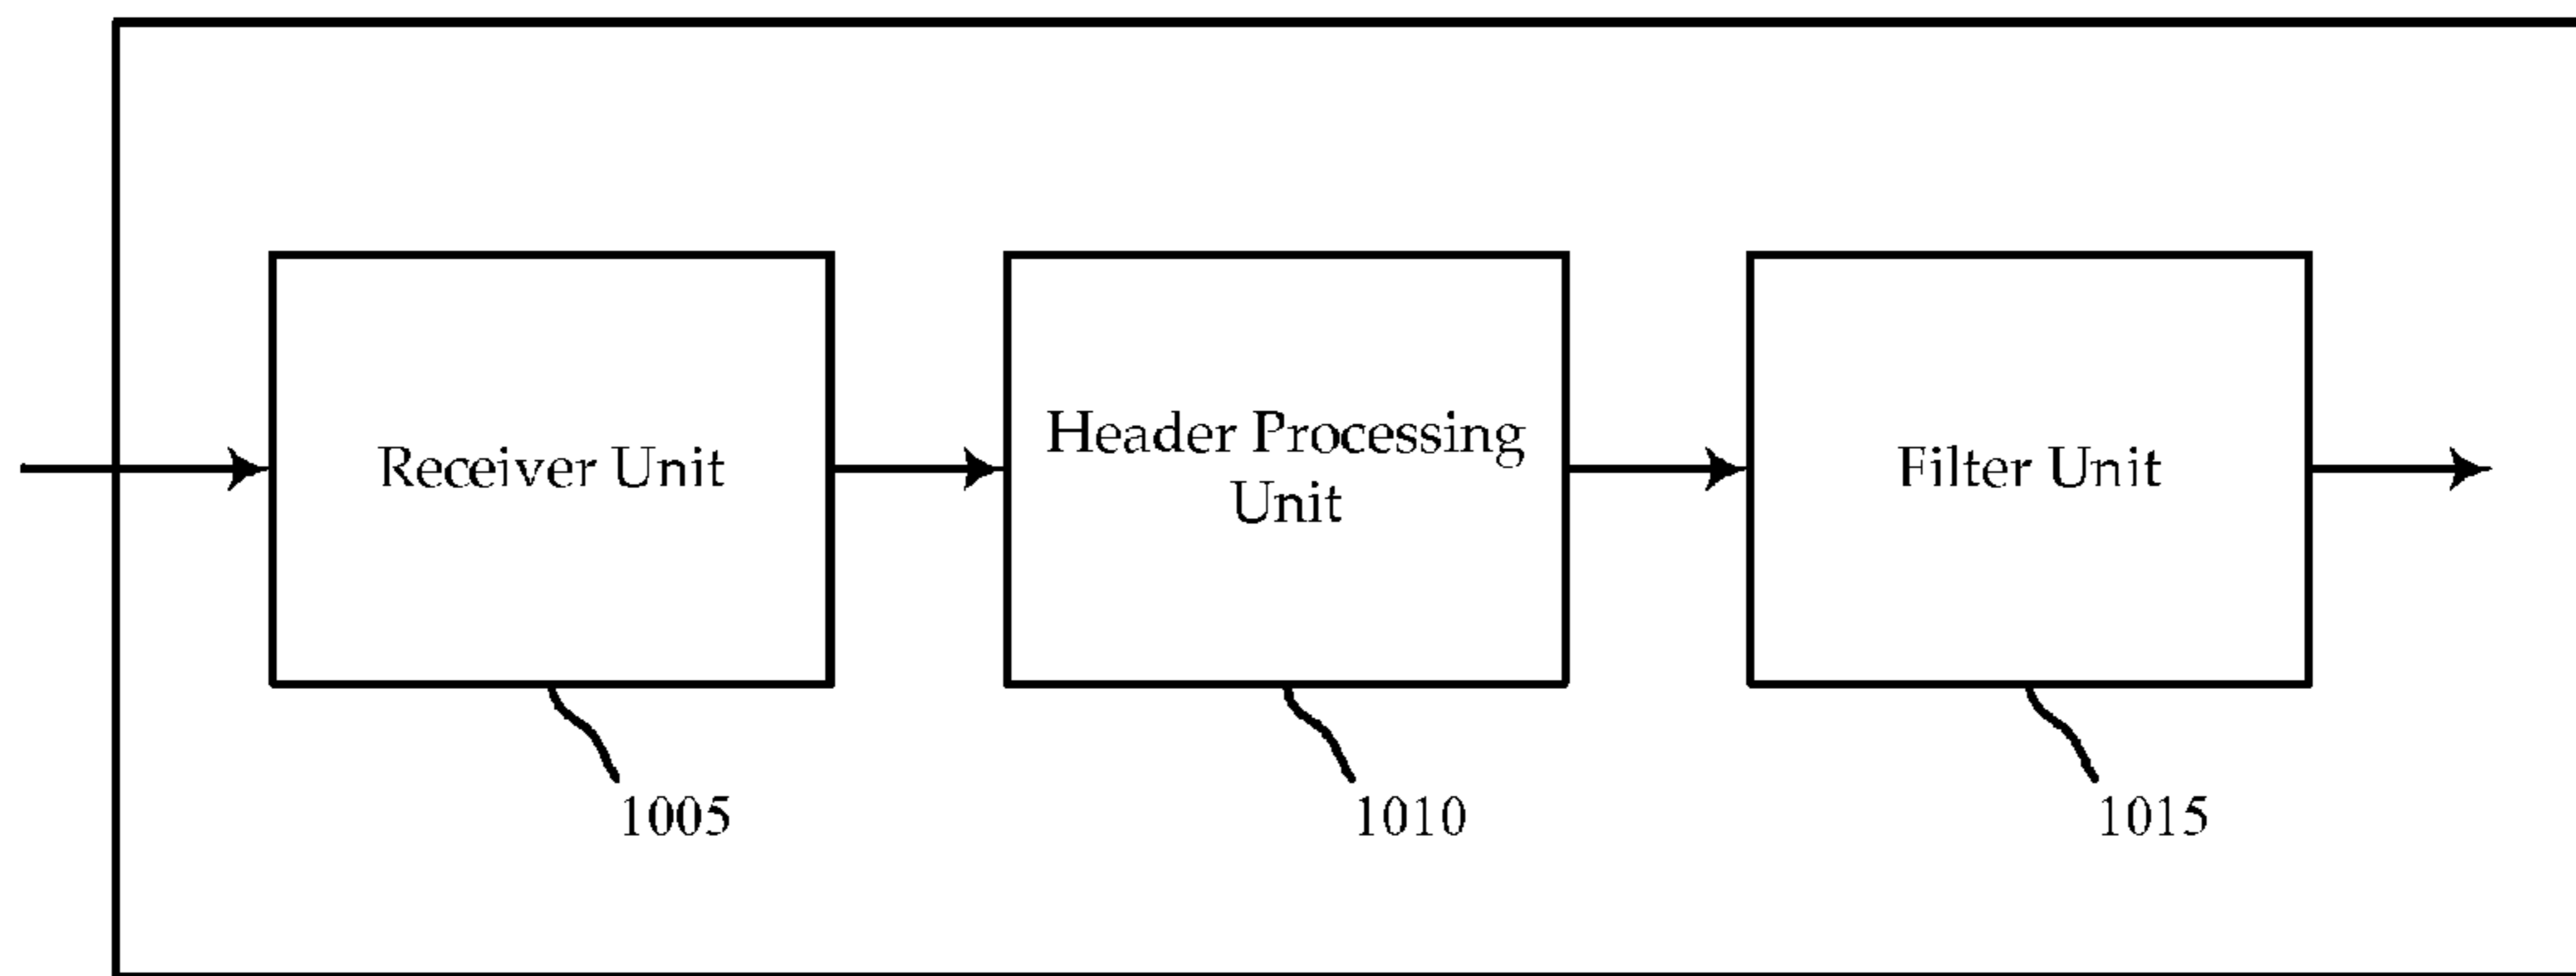 Receiver Unit
Header Processing
Unit
Filter Unit
1005
1010
1015